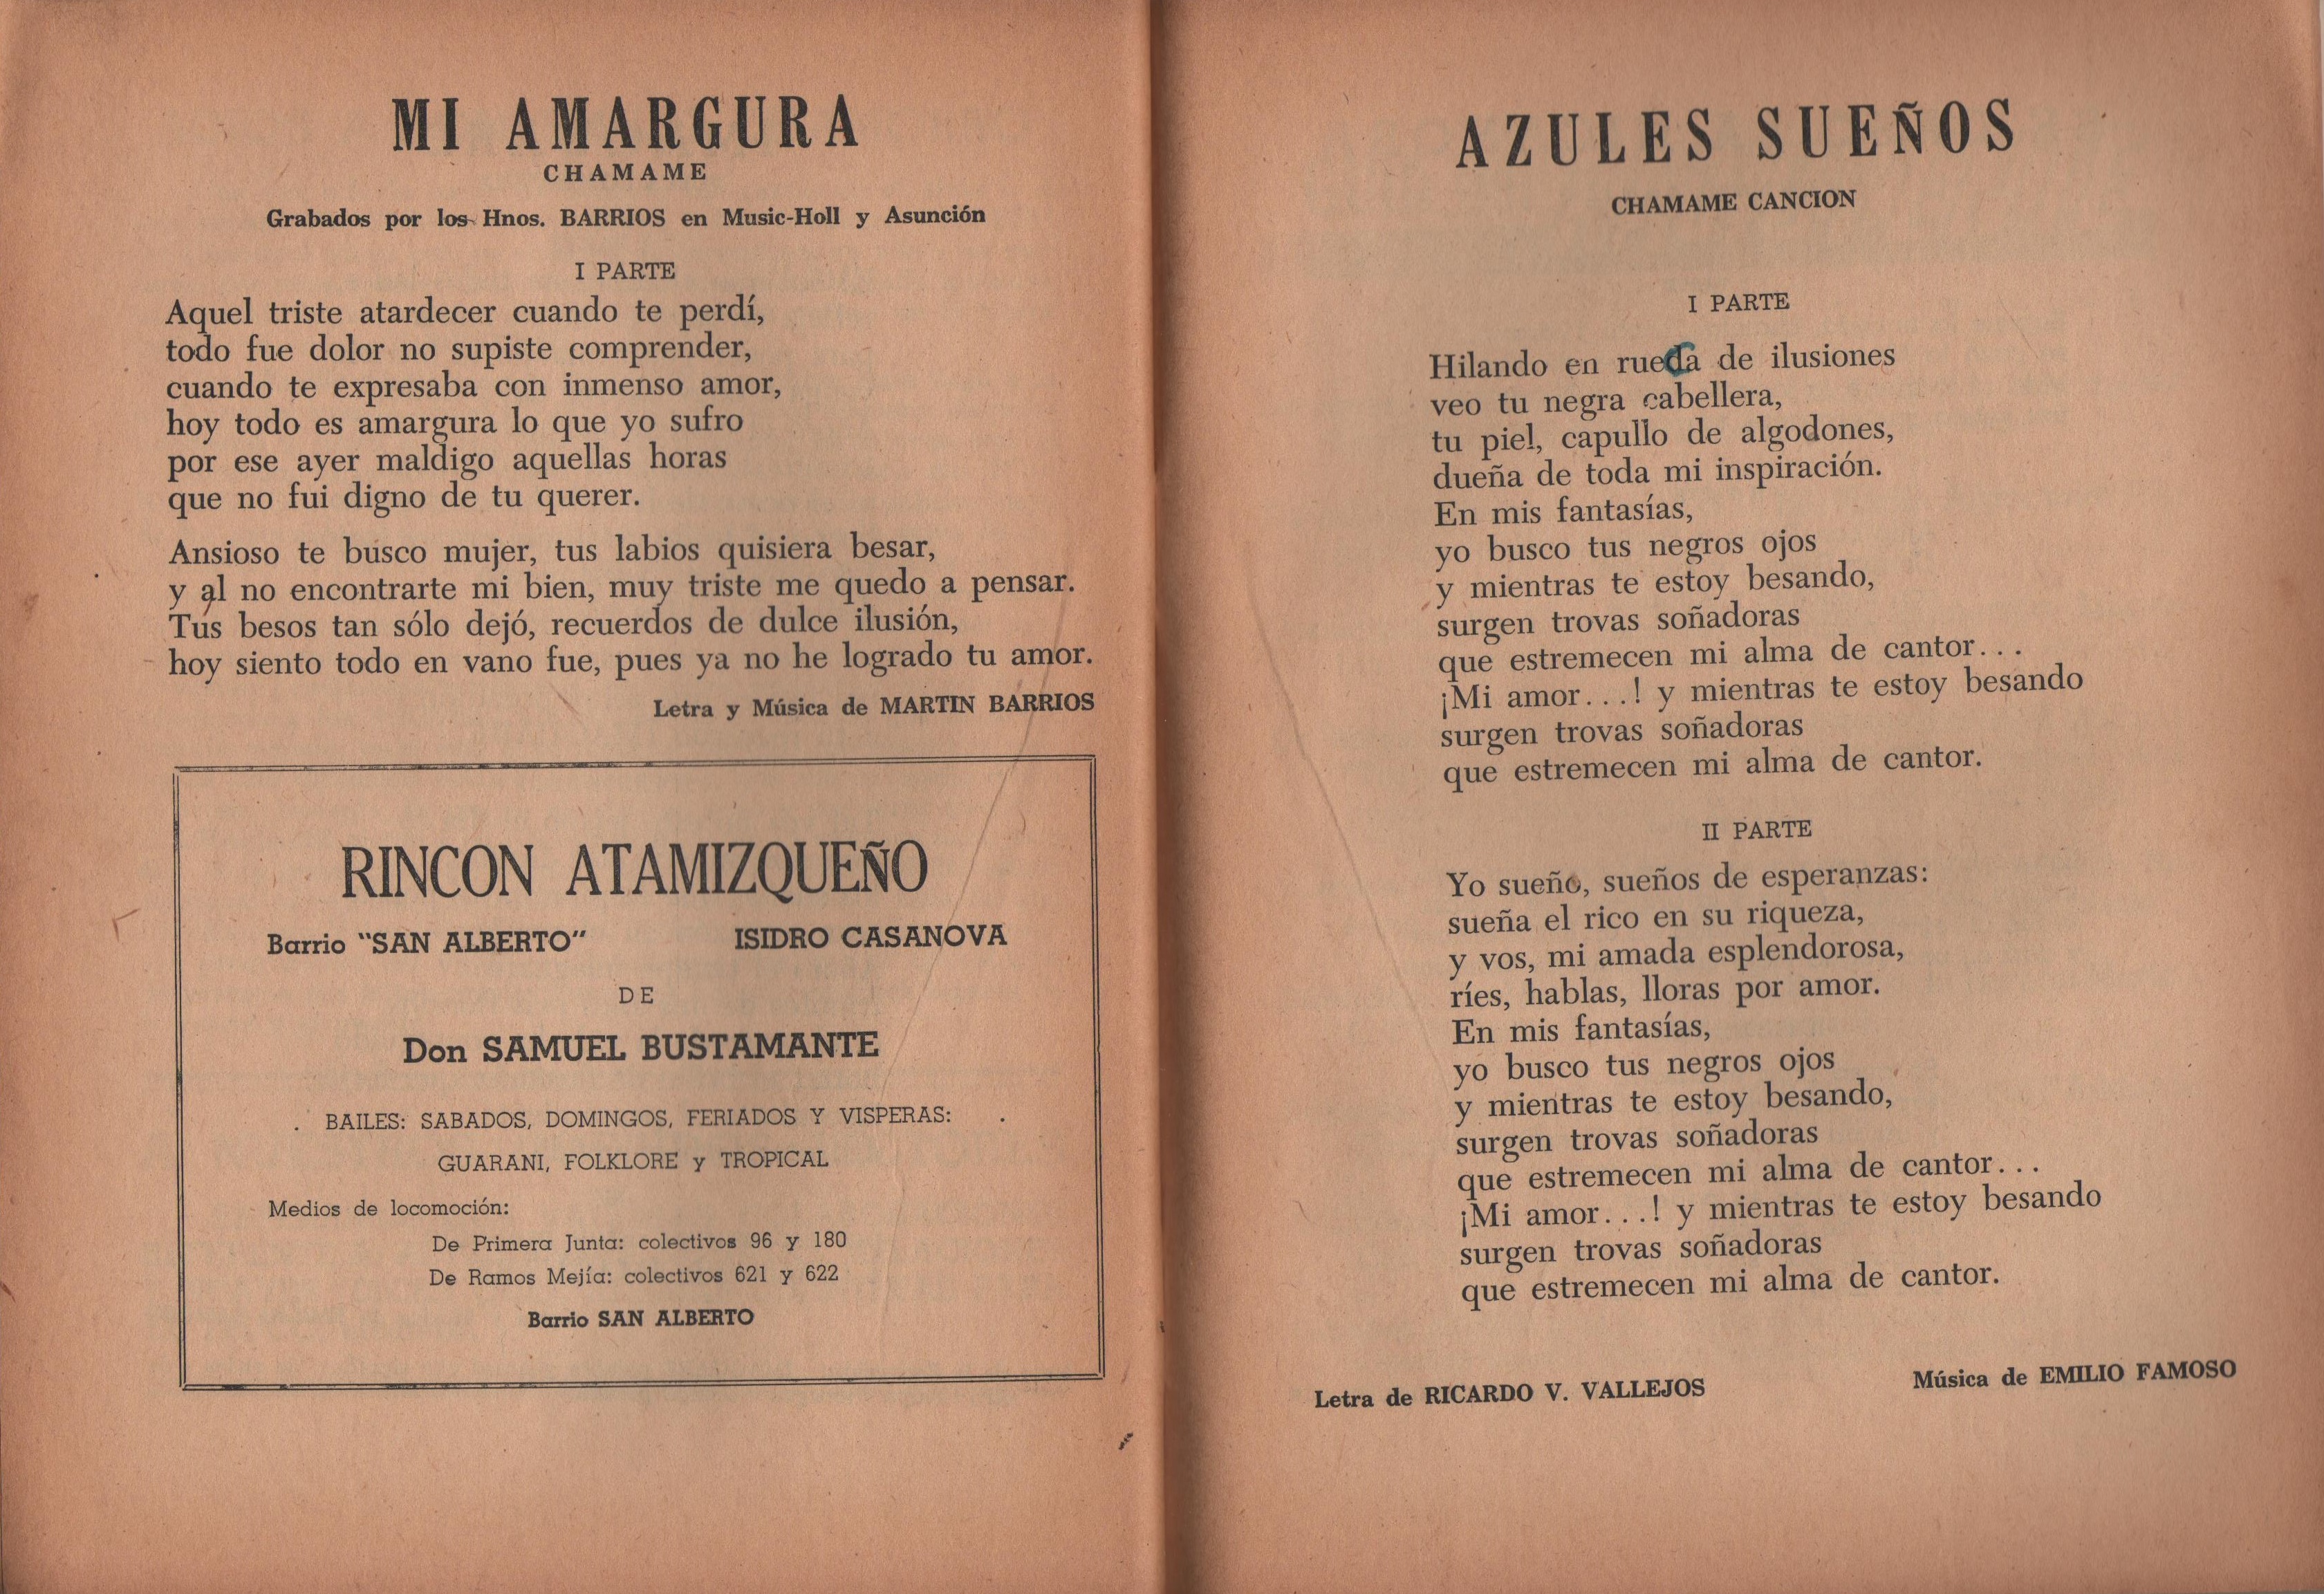 MI AMARGURA
CHAMAME
Grabados por los Hnos. BARRIOS en Music-Holl y Asunción
I PARTE
Aquel triste atardecer cuando te perdí,
todo fue dolor no supiste comprender,
cuando te expresaba con inmenso amor,
hoy todo es amargura lo que yo sufro
por ese ayer maldigo aquellas horas
que no fui digno de tu querer.
Ansioso te busco mujer, tus labios quisiera besar,
y al no encontrarte mi bien, muy triste me quedo a pensar.
Tus besos tan sólo dejó, recuerdos de dulce ilusión,
hoy siento todo en vano fue, pues ya no he logrado tu amor.
Letra y Música de MARTIN BARRIOS
RINCON ATAMIZQUEÑO
Barrio "SAN ALBERTO" ISIDRO CASANOVA
DE
Don SAMUEL BUSTAMANTE
. BAILES: SABADOS, DOMINGOS, FERIADOS Y VISPERAS: .
GUARANI, FOLKLORE y TROPICAL
Medios de locomoción:
De Primera Junta: colectivos 96 y 180
De Ramos Mejía: colectivos 621 y 622
Barrio SAN ALBERTO
AZULES SUEÑOS
CHAMAME CANCION
I PARTE
Hilando en rueda de ilusiones
veo tu negra cabellera,
tu piel, capullo de algodones,
dueña de toda mi inspiración.
En mis fantasías,
yo busco tus negros ojos
y mientras te estoy besando,
surgen trovas soñadoras
que estremecen mi alma de cantor...
¡Mi amor...! y mientras te estoy besando
surgen trovas soñadoras
que estremecen mi alma de cantor.
II PARTE
Yo sueño, sueños de esperanzas:
sueña el rico en su riqueza,
y vos, mi amada esplendorosa,
ríes, hablas, lloras por amor.
En mis fantasías,
yo busco tus negros ojos
y mientras te estoy besando,
surgen trovas soñadoras
que estremecen mi alma de cantor...
¡Mi amor...! y mientras te estoy besando
surgen trovas soñadoras
que estremecen mi alma de cantor.
Letra de RICARDO V. VALLEJOS Música de EMILIO FAMOSO